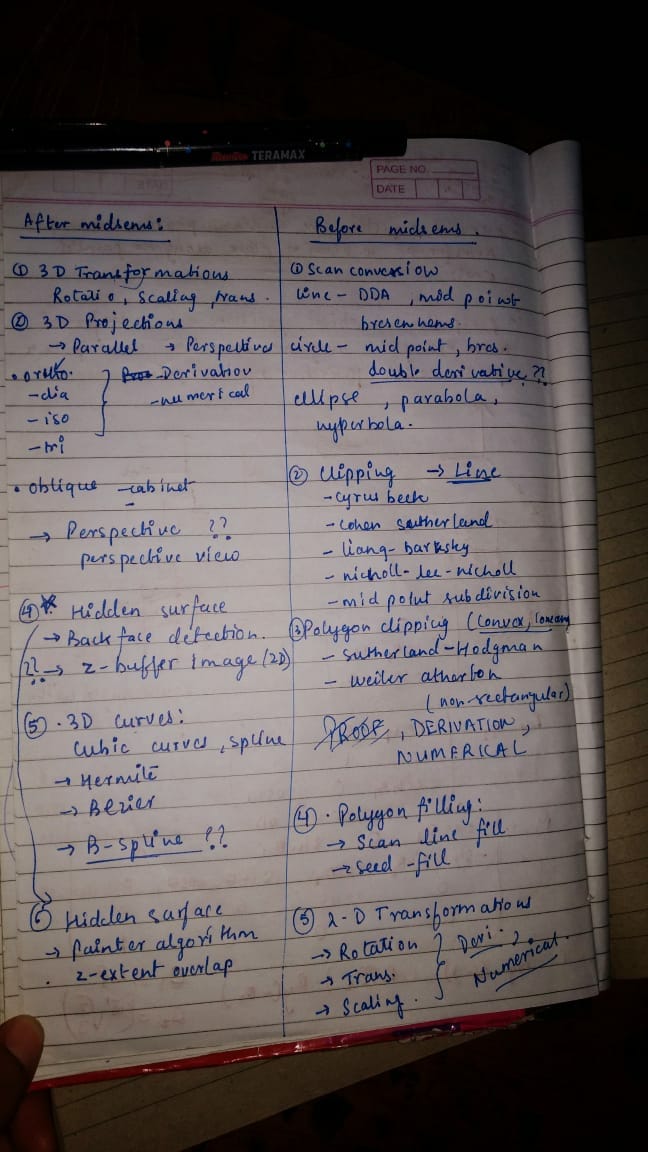 TERAMAX
PAGE NO.
DATE
After midsems:
① 3D Transformations
Rotatio, Scaling, trans.
② 3D Projections
→ Parallel → Perspective
• ortho. Derivation
- dia - numerical
- iso
- tri
• oblique - cabinet
-
→ Perspective ??
perspective view
④ * Hidden surface
→ Back face detection.
??→ z-buffer Image (2D)
⑤ . 3D curves:
Cubic curves, spline
→ Hermite
→ Bezier
→ B-spline !?
⑥ Hidden surface
→ Painter algorithm
. z-extent overlap
Before midsems.
① Scan conversion
line - DDA, mid point
bresenhems.
circle - mid point, bres.
double derivative ??
ellipse, parabola,
hyperbola.
② Clipping → Line
- cyrus beck
- cohen sutherland
- liang-barksky
- nicholl-lee-nicholl
- mid point subdivision
③ Polygon clipping (Convex,
- Sutherland-Hodgman
- weiler atherton
(non-rectangular)
PROOF, DERIVATION,
NUMERICAL
④ . Polygon filling:
→ Scan line fill
→ Seed-fill
⑤ 2-D Transformations
→ Rotation
→ Trans.
→ Scaling.
Deri.,
Numerical.